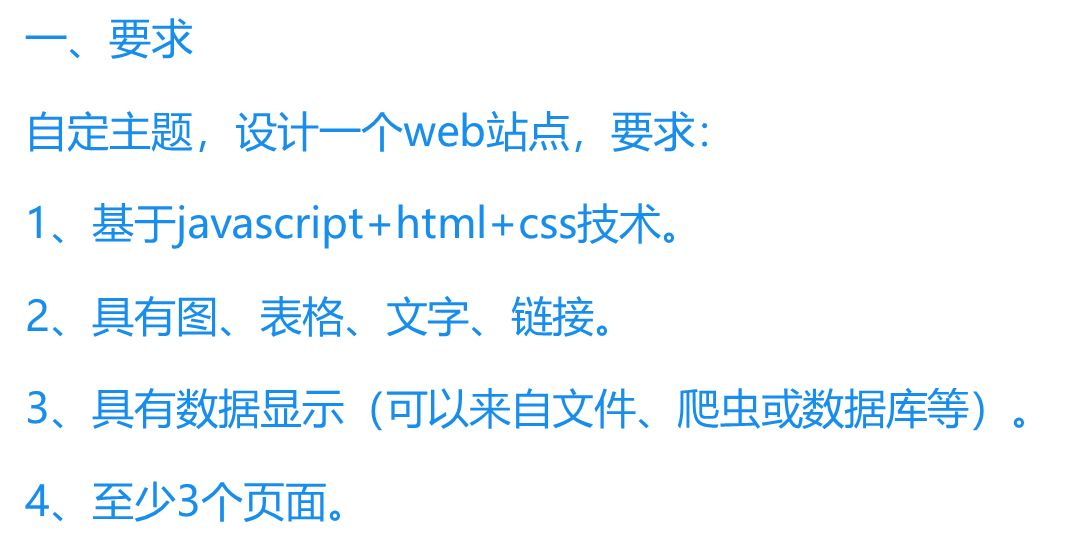 一、要求
自定主题，设计一个web站点，要求：
1、基于javascript+html+css技术。
2、具有图、表格、文字、链接。
3、具有数据显示（可以来自文件、爬虫或数据库等）。
4、至少3个页面。